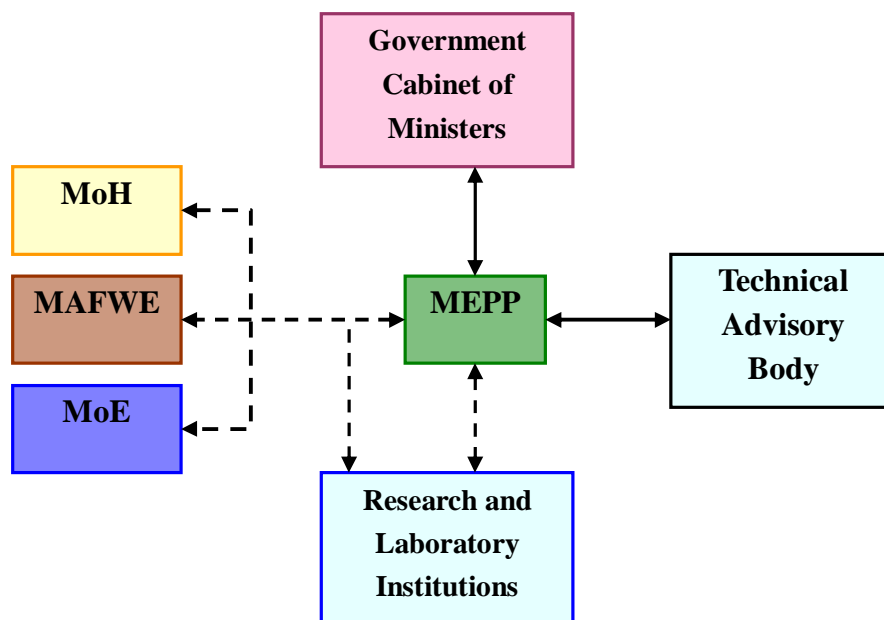 Government
Cabinet of
Ministers
MoH
MAFWE
MEPP
Technical
Advisory
Body
MoE
Research and
Laboratory
Institutions